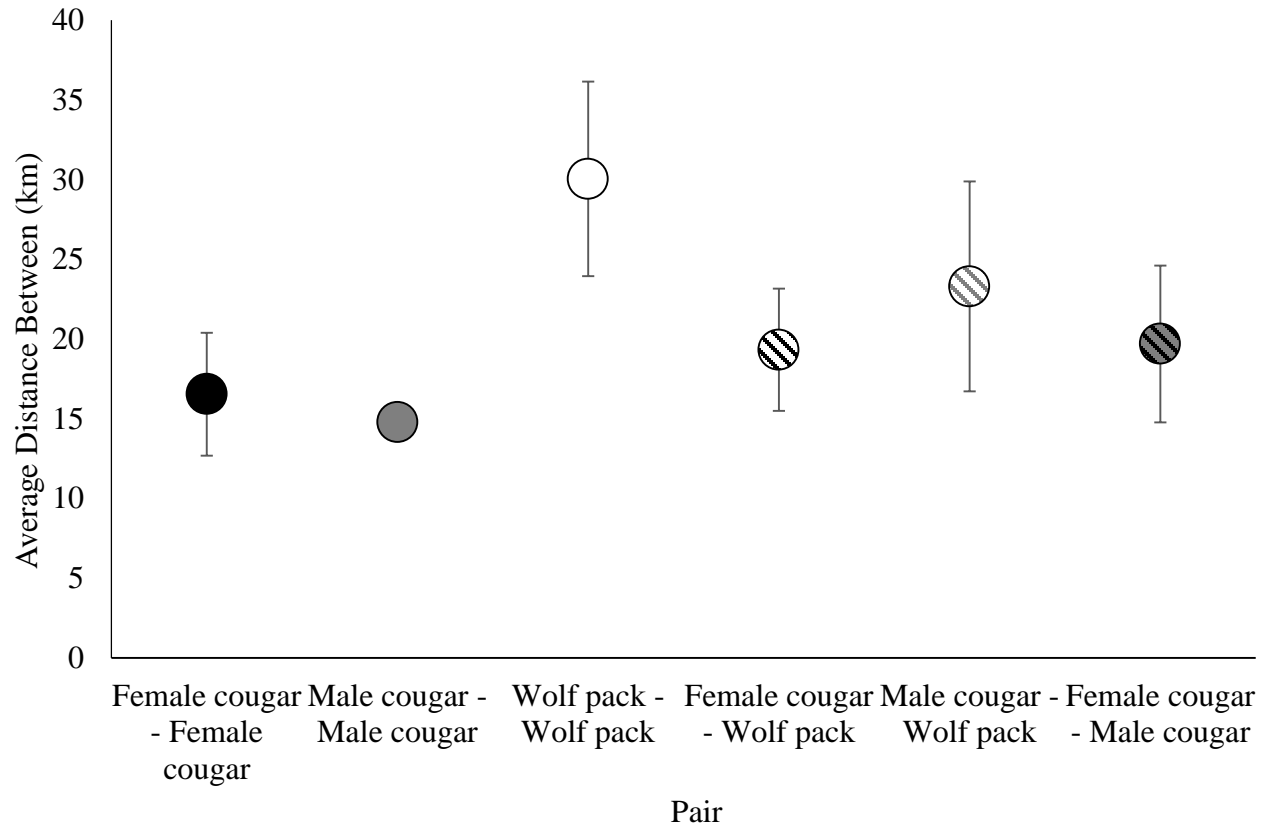 40
35
30
25
20
15
10
5
0
Average Distance Between (km)
Female cougar - Female cougar
Male cougar - Male cougar
Wolf pack - Wolf pack
Female cougar - Wolf pack
Male cougar - Wolf pack
Female cougar - Male cougar
Pair